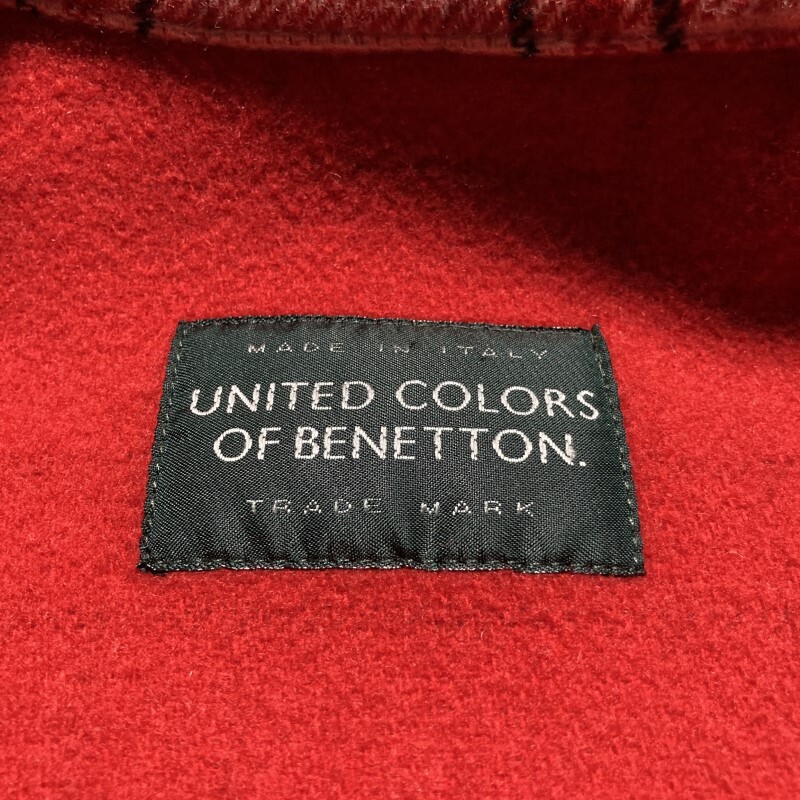 MADE IN ITALY
UNITED COLORS
OF BENETTON.
TRADE MARK